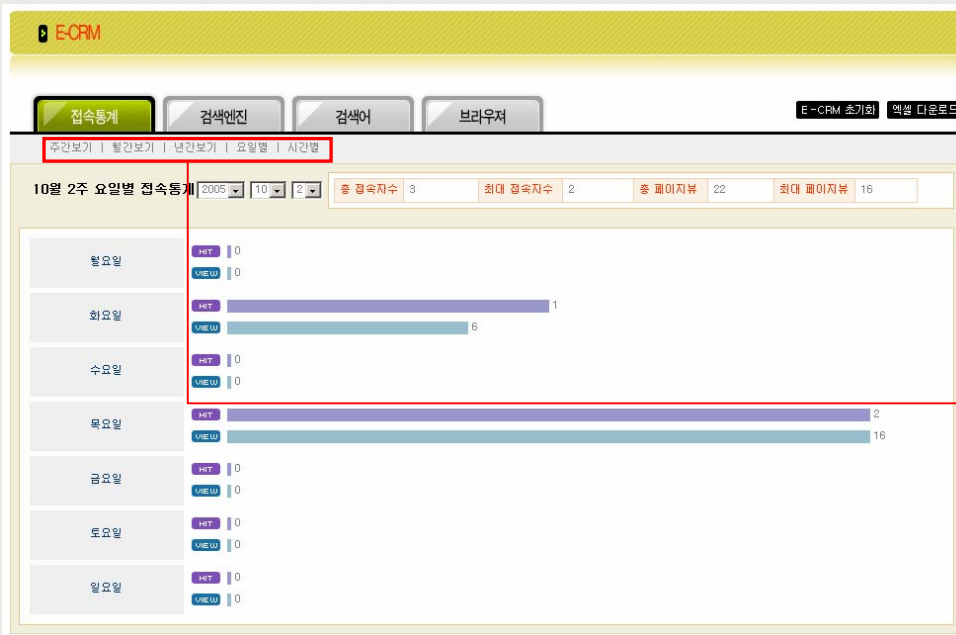 E-CRM
접속통계 검색엔진 검색어 브라우져 E-CRM 초기화 엑셀 다운로드
주간보기 | 월간보기 | 년간보기 | 요일별 | 시간별
10월 2주 요일별 접속통계 2005 10 2 총 접속자수 3 최대 접속자수 2 총 페이지뷰 22 최대 페이지뷰 16
월요일 HIT 0
VIEW 0
화요일 HIT 1
VIEW 6
수요일 HIT 0
VIEW 0
목요일 HIT 2
VIEW 16
금요일 HIT 0
VIEW 0
토요일 HIT 0
VIEW 0
일요일 HIT 0
VIEW 0